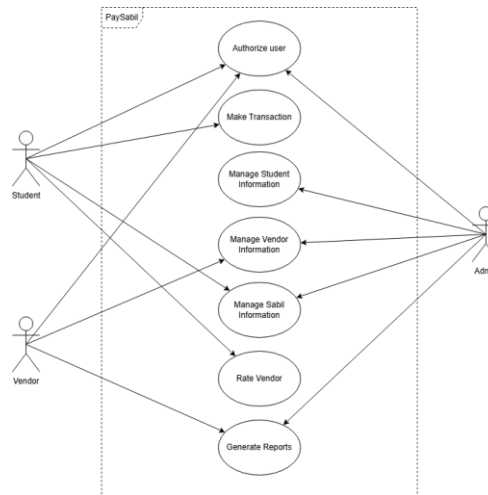 PaySabil
Authorize user
Make Transaction
Student
Manage Student
Information
Manage Vendor
Information
Adm
Manage Sabil
Information
Vendor
Rate Vendor
Generate Reports